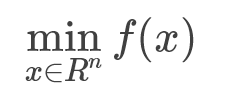 min f(x)
x∈Rⁿ